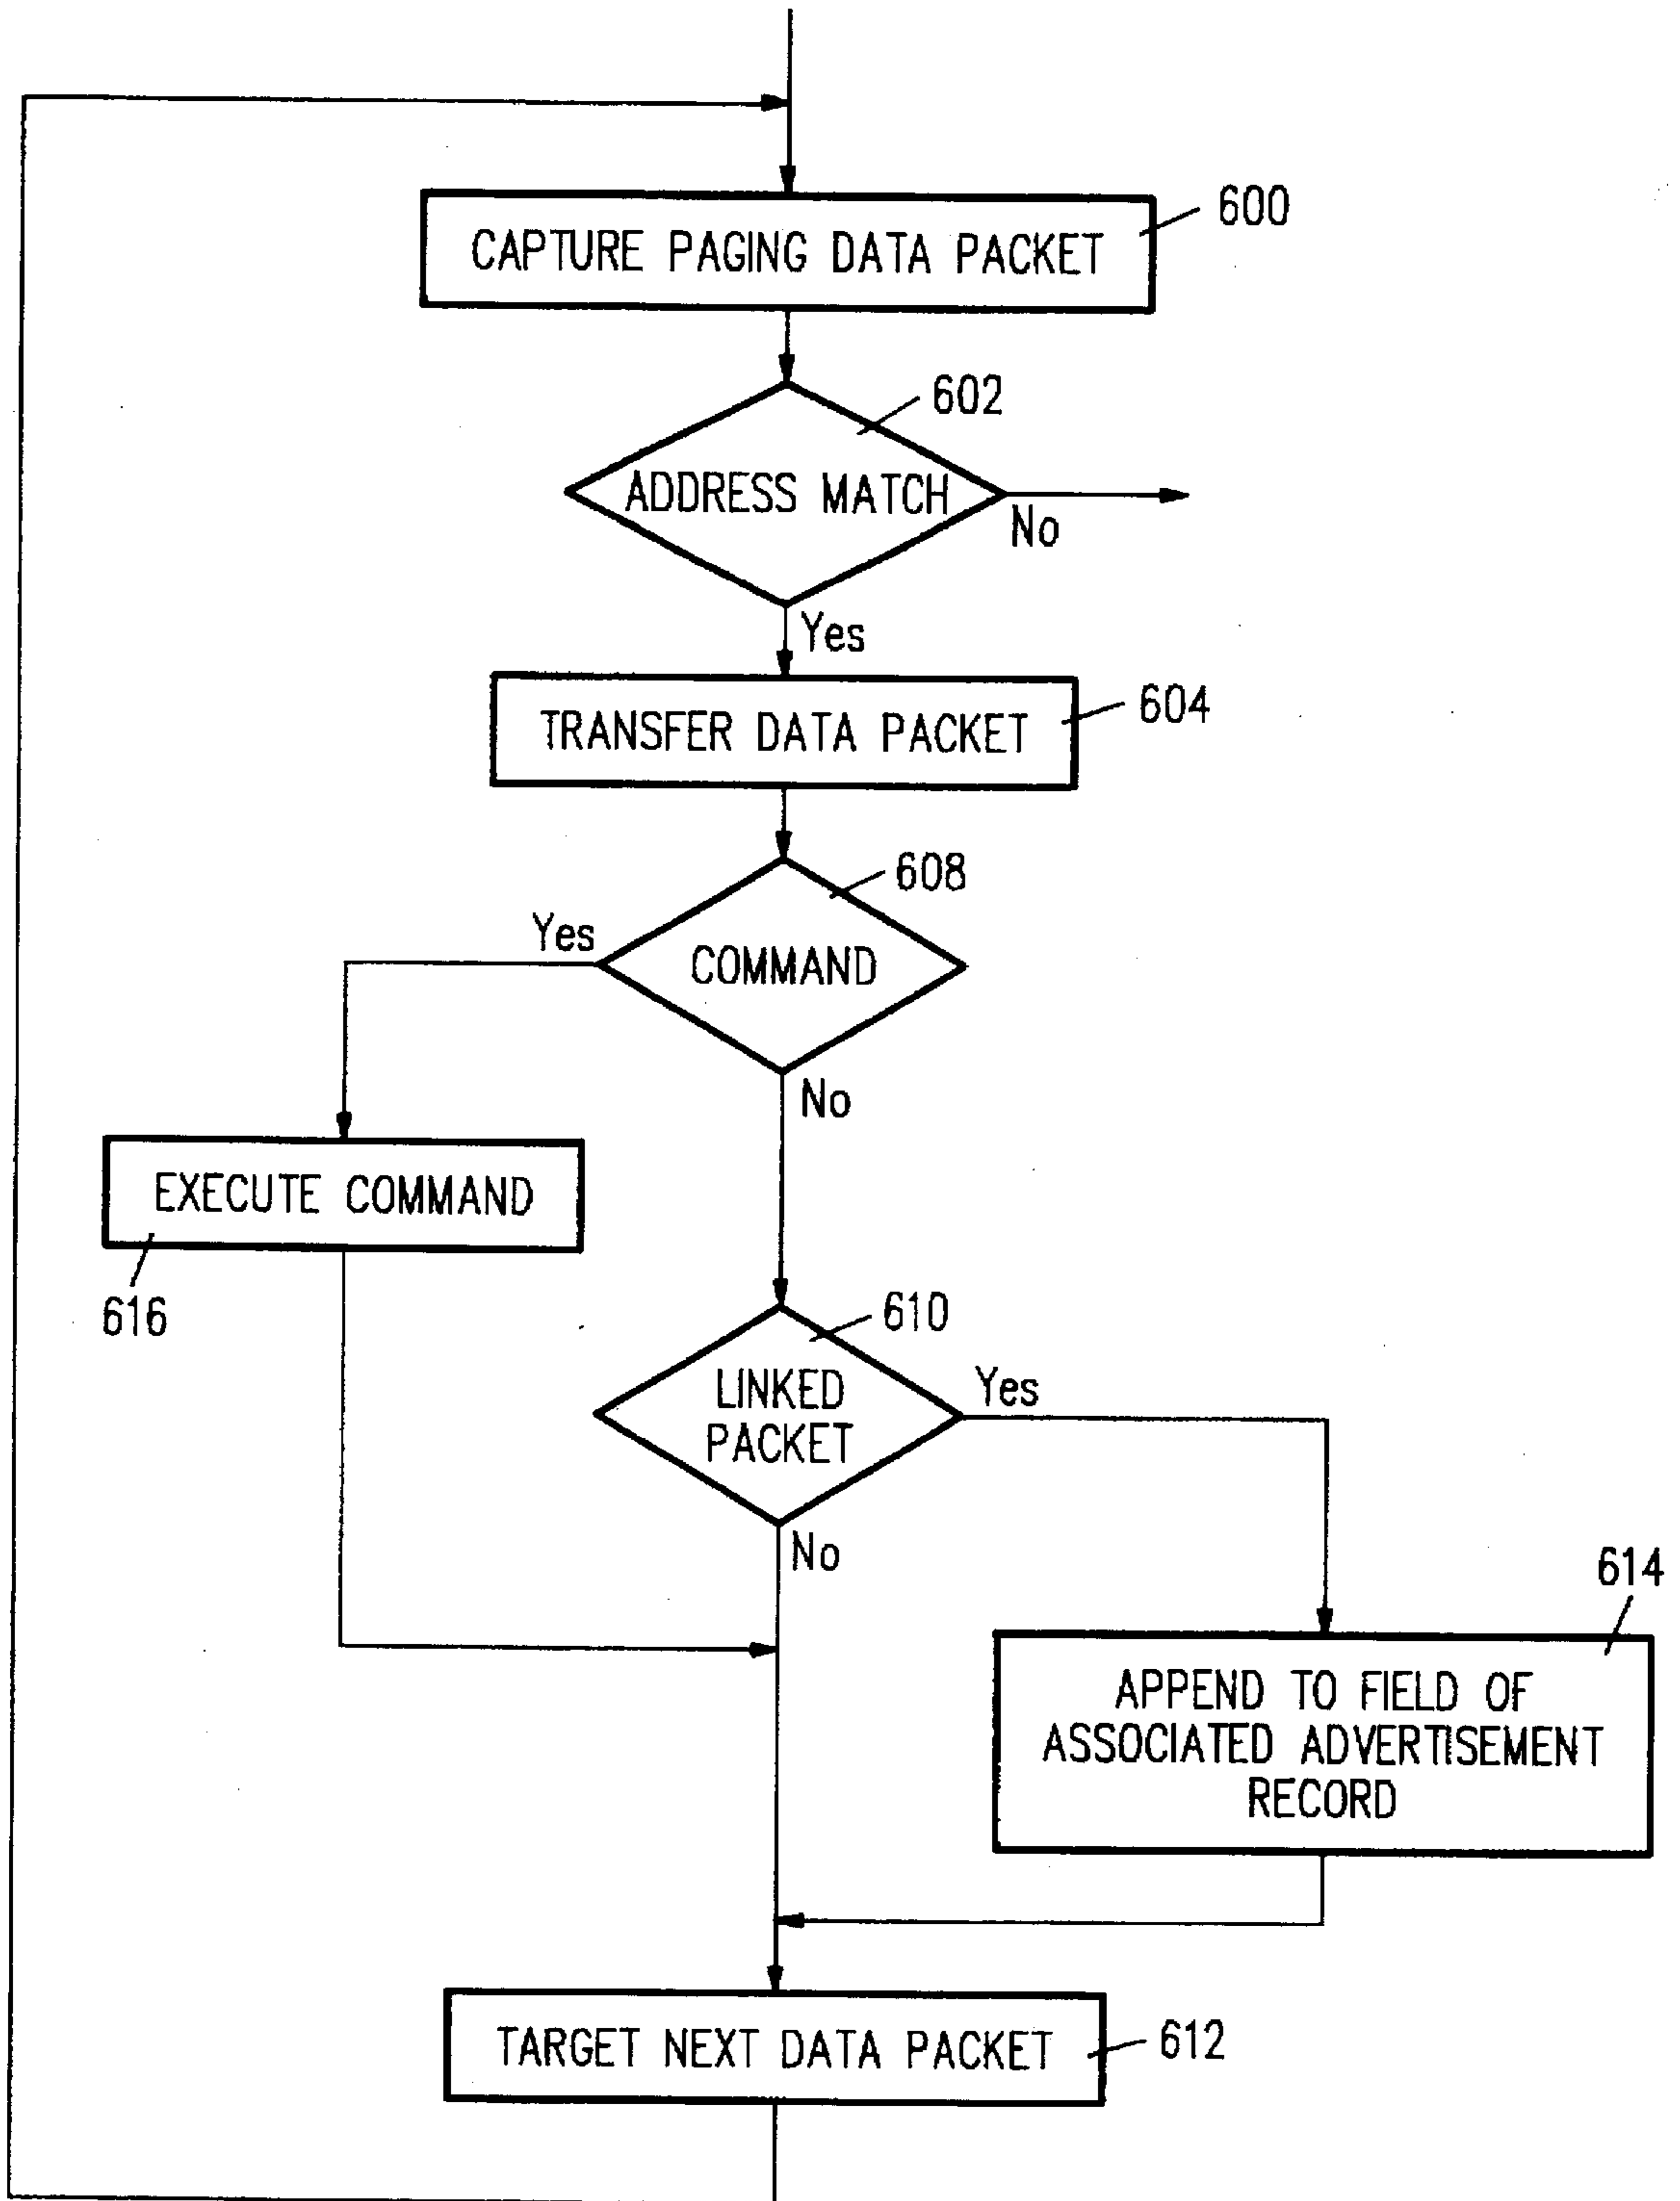 CAPTURE PAGING DATA PACKET
600
602
ADDRESS MATCH
No
Yes
TRANSFER DATA PACKET
604
608
Yes
COMMAND
No
EXECUTE COMMAND
616
610
LINKED
PACKET
Yes
No
614
APPEND TO FIELD OF
ASSOCIATED ADVERTISEMENT
RECORD
TARGET NEXT DATA PACKET
612